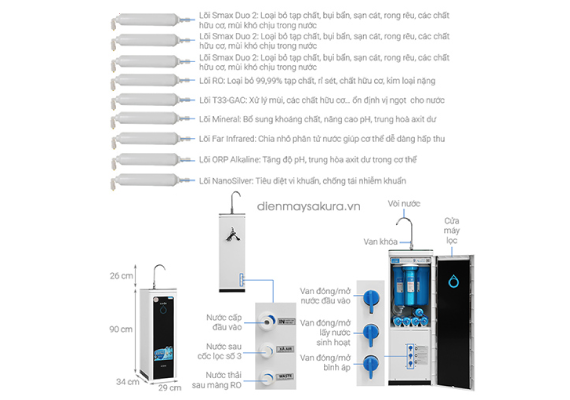 Lõi Smax Duo 2: Loại bỏ tạp chất, bụi bẩn, sạn cát, rong rêu, các chất
hữu cơ, mùi khó chịu trong nước
Lõi Smax Duo 2: Loại bỏ tạp chất, bụi bẩn, sạn cát, rong rêu, các chất
hữu cơ, mùi khó chịu trong nước
Lõi Smax Duo 2: Loại bỏ tạp chất, bụi bẩn, sạn cát, rong rêu, các chất
hữu cơ, mùi khó chịu trong nước
Lõi RO: Loại bỏ 99,99% tạp chất, rỉ sét, chất hữu cơ, kim loại nặng
Lõi T33-GAC: Xử lý mùi, các chất hữu cơ... ổn định vị ngọt cho nước
Lõi Mineral: Bổ sung khoáng chất, nâng cao pH, trung hoà axit dư
Lõi Far Infrared: Chia nhỏ phân tử nước giúp cơ thể dễ dàng hấp thu
Lõi ORP Alkaline: Tăng độ pH, trung hòa axit dư trong cơ thể
Lõi NanoSilver: Tiêu diệt vi khuẩn, chống tái nhiễm khuẩn
dienmaysakura.vn
Vòi nước
Van khóa
Cửa
máy
lọc
26 cm
90 cm
34 cm
29 cm
Nước cấp
đầu vào
Nước sau
cốc lọc số 3
Nước thải
sau màng RO
WASTE
Van đóng/mở
nước đầu vào
Van đóng/mở
lấy nước
sinh hoạt
Van đóng/mở
bình áp